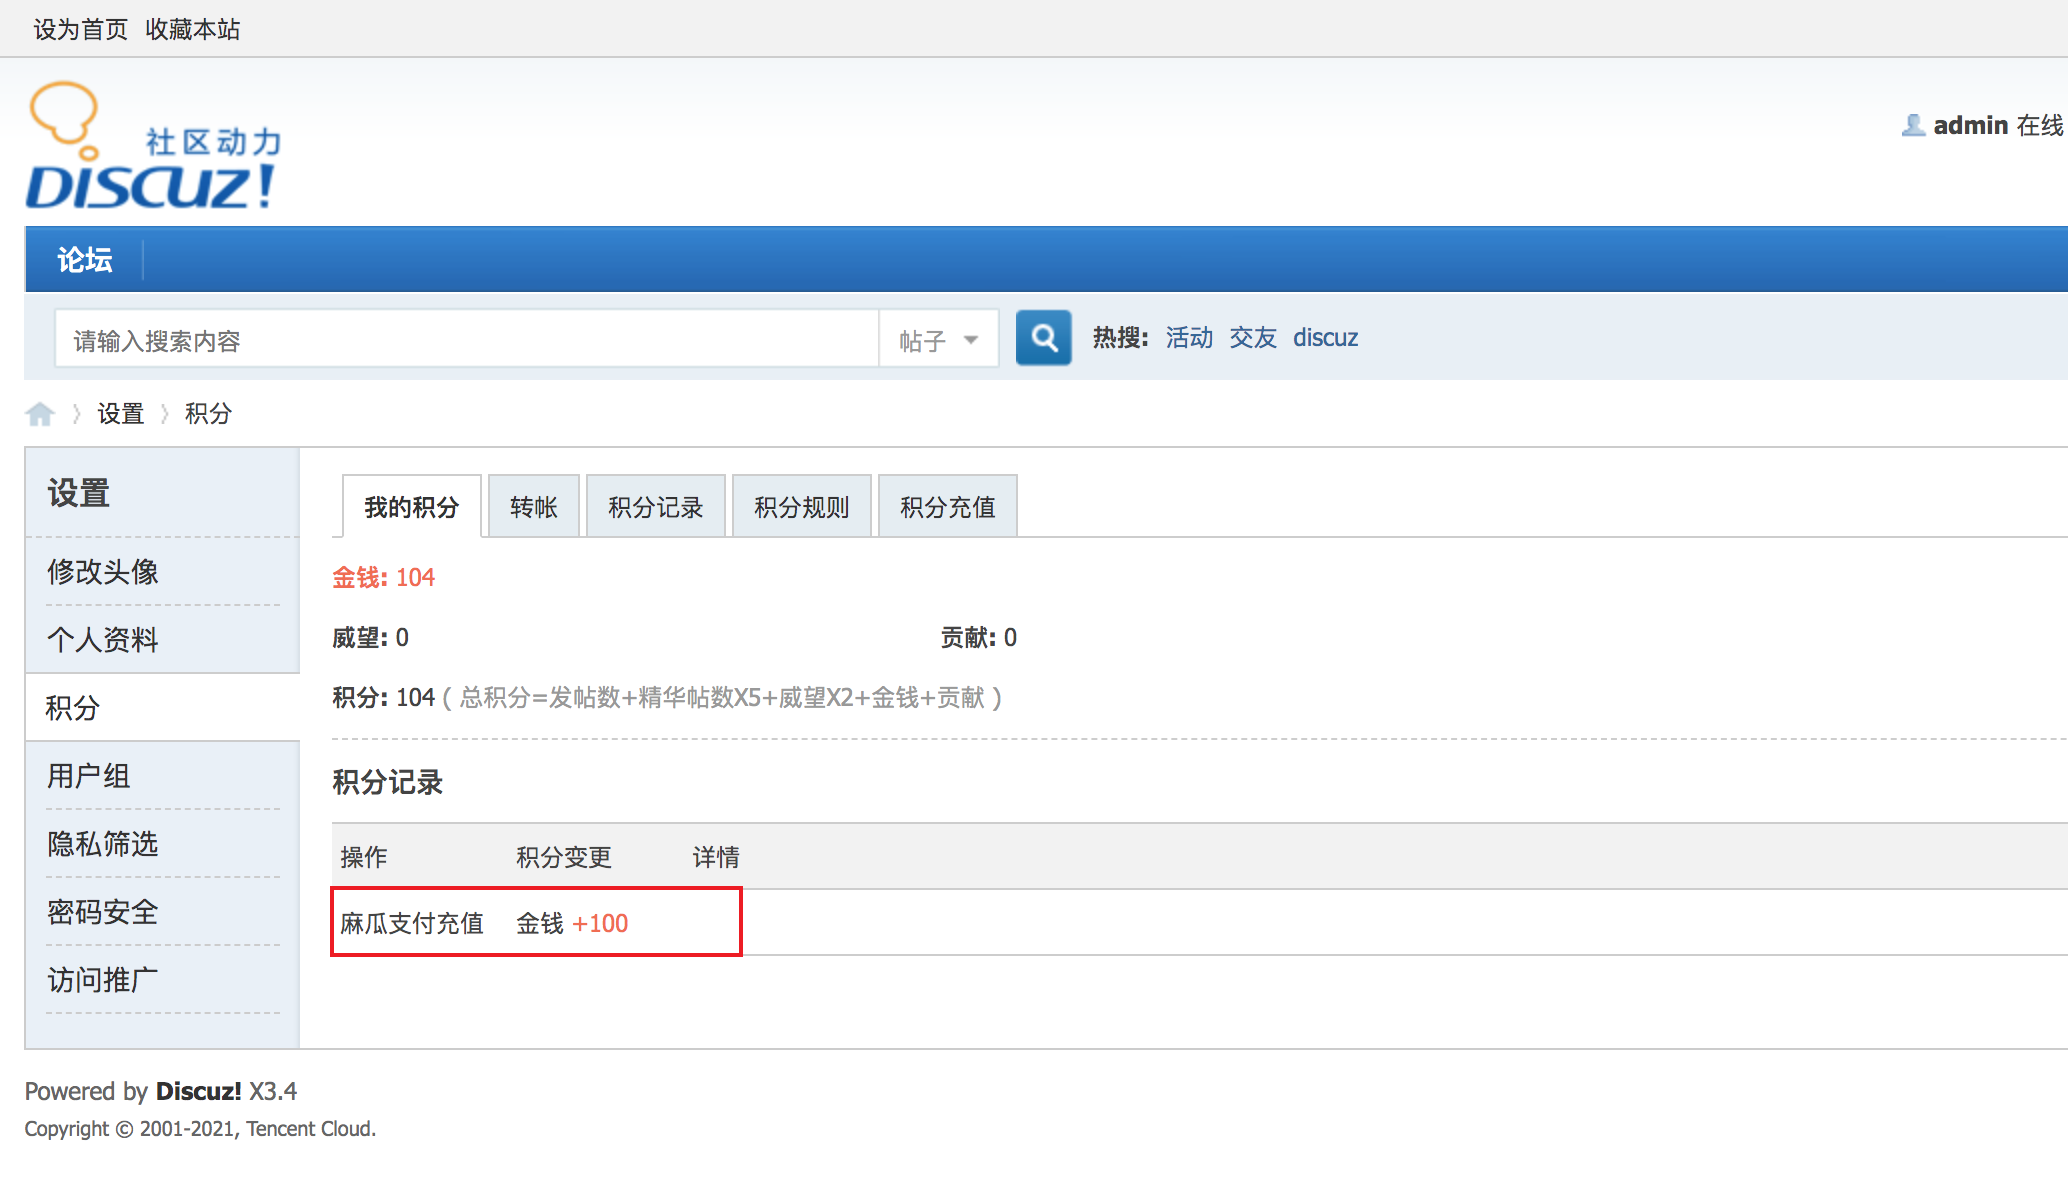 设为首页 收藏本站
社区动力
DISCUZ!
admin 在线
论坛
请输入搜索内容 帖子 热搜: 活动 交友 discuz
设置 积分
设置
修改头像
个人资料
积分
用户组
隐私筛选
密码安全
访问推广
我的积分 转帐 积分记录 积分规则 积分充值
金钱: 104
威望: 0 贡献: 0
积分: 104 ( 总积分=发帖数+精华帖数X5+威望X2+金钱+贡献 )
积分记录
操作 积分变更 详情
麻瓜支付充值 金钱 +100
Powered by Discuz! X3.4
Copyright © 2001-2021, Tencent Cloud.